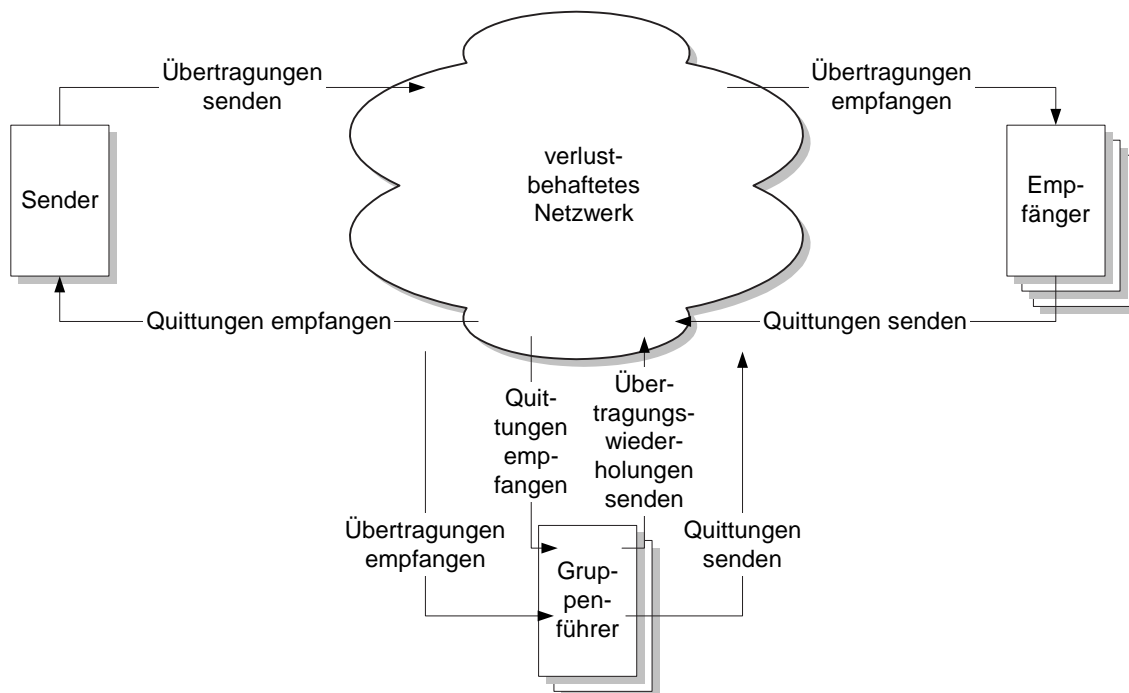 Übertragungen
senden
Übertragungen
empfangen
verlust-
behaftetes
Netzwerk
Sender
Emp-
fänger
Quittungen empfangen
Quittungen senden
Quit-
tungen
emp-
fangen
Über-
tragungs-
wieder-
holungen
senden
Übertragungen
empfangen
Quittungen
senden
Grup-
pen-
führer